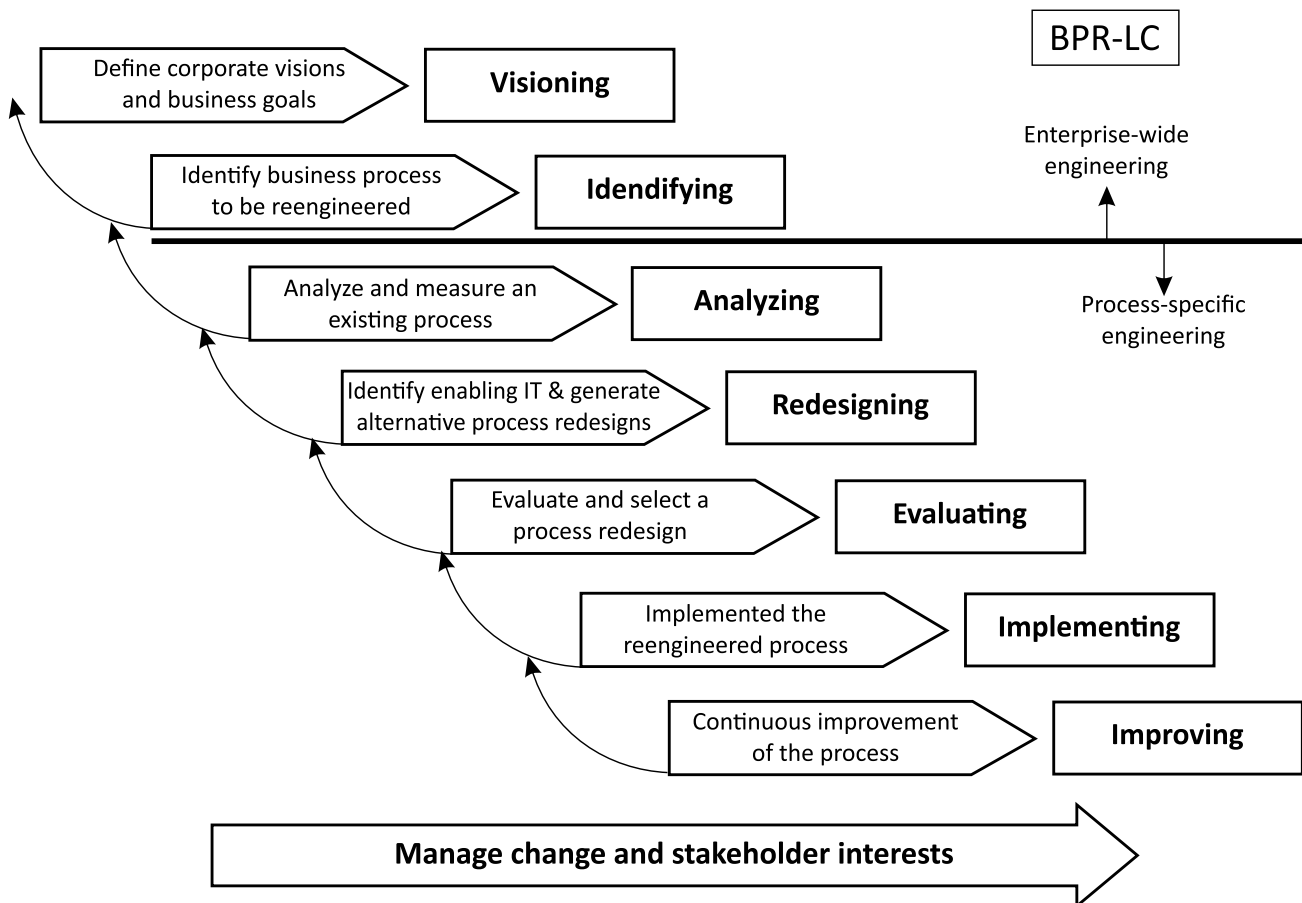 BPR-LC
Define corporate visions
and business goals
Visioning
Enterprise-wide
engineering
Identify business process
to be reengineered
Idendifying
Analyze and measure an
existing process
Analyzing
Process-specific
engineering
Identify enabling IT & generate
alternative process redesigns
Redesigning
Evaluate and select a
process redesign
Evaluating
Implemented the
reengineered process
Implementing
Continuous improvement
of the process
Improving
Manage change and stakeholder interests